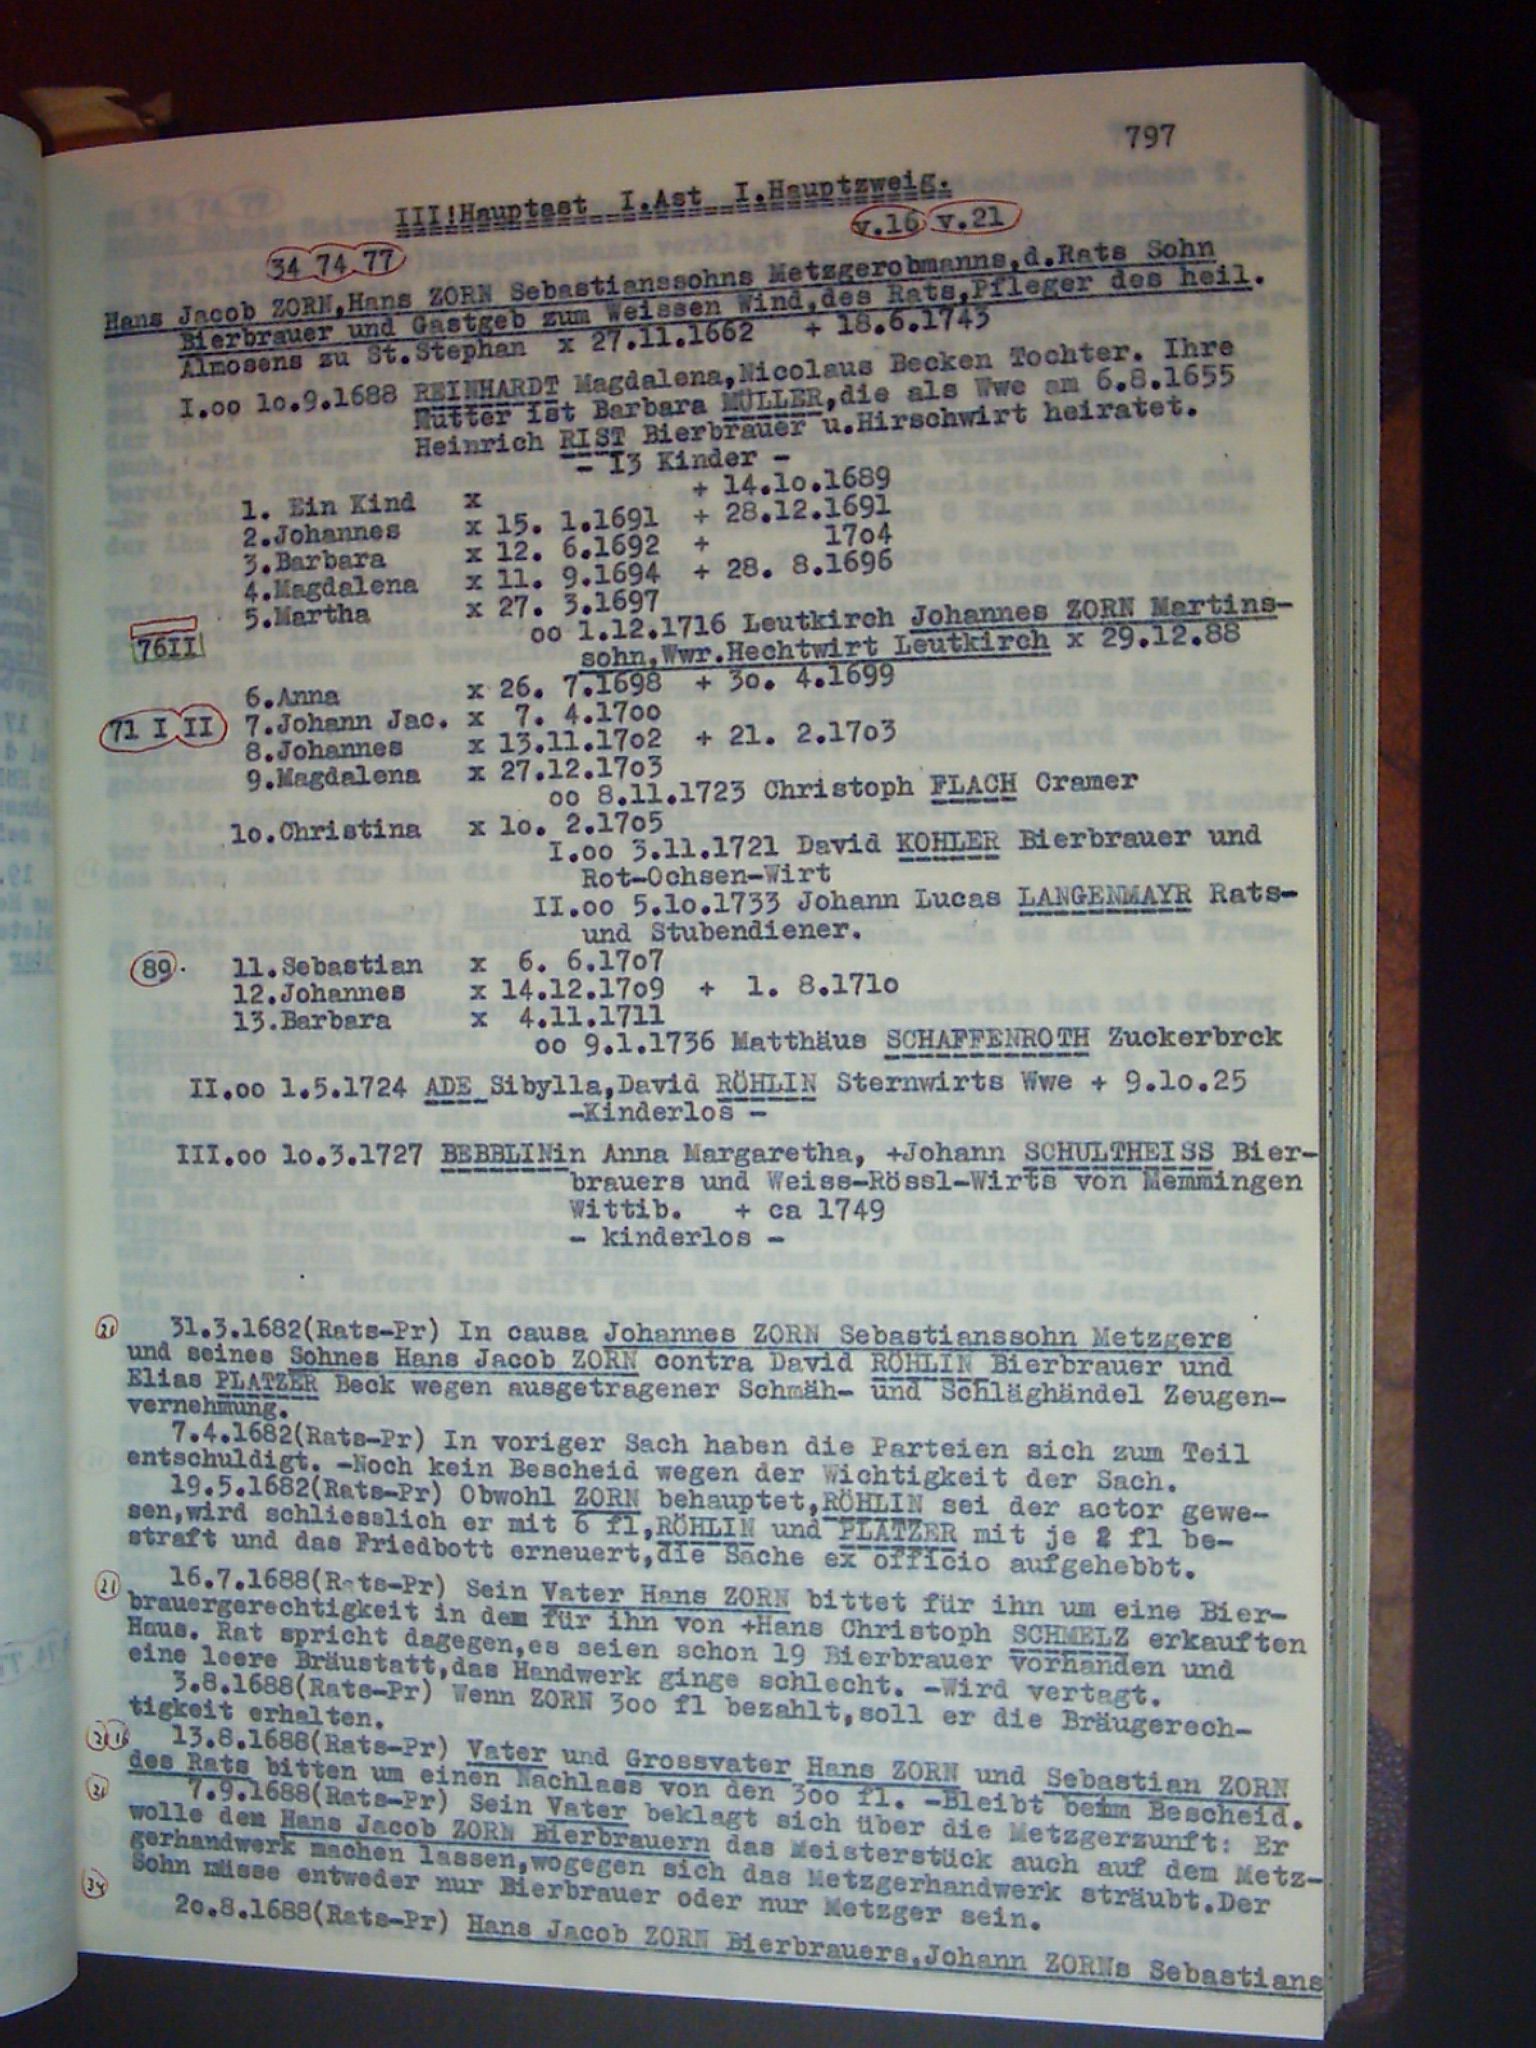 797
III!Hauptast I.Ast I.Hauptzweig.
v.16 v.21
34 74 77
Hans Jacob ZORN,Hans ZORN Sebastianssohns Metzgerobmanns,d.Rats Sohn
Bierbrauer und Gastgeb zum Weissen Wind,des Rats,Pfleger des heil.
Almosens zu St.Stephan x 27.11.1662 + 18.6.1743
I.oo 1o.9.1688 REINHARDT Magdalena,Nicolaus Becken Tochter. Ihre
Mutter ist Barbara MÜLLER,die als Wwe am 6.8.1655
Heinrich RIST Bierbrauer u.Hirschwirt heiratet.
- I3 Kinder -
1. Ein Kind x + 14.1o.1689
2.Johannes x 15. 1.1691 + 28.12.1691
3.Barbara x 12. 6.1692 + 17o4
4.Magdalena x 11. 9.1694 + 28. 8.1696
5.Martha x 27. 3.1697
76II oo 1.12.1716 Leutkirch Johannes ZORN Martins-
sohn,Wwr.Hechtwirt Leutkirch x 29.12.88
6.Anna x 26. 7.1698 + 3o. 4.1699
71 I II 7.Johann Jac. x 7. 4.17oo
8.Johannes x 13.11.17o2 + 21. 2.17o3
9.Magdalena x 27.12.17o3
oo 8.11.1723 Christoph FLACH Cramer
1o.Christina x 1o. 2.17o5
I.oo 3.11.1721 David KOHLER Bierbrauer und
Rot-Ochsen-Wirt
II.oo 5.1o.1733 Johann Lucas LANGENMAYR Rats-
und Stubendiener.
89. 11.Sebastian x 6. 6.17o7
12.Johannes x 14.12.17o9 + 1. 8.171o
13.Barbara x 4.11.1711
oo 9.1.1736 Matthäus SCHAFFENROTH Zuckerbrck
II.oo 1.5.1724 ADE Sibylla,David RÖHLIN Sternwirts Wwe + 9.1o.25
-Kinderlos -
III.oo 1o.3.1727 BEBBLINin Anna Margaretha, +Johann SCHULTHEISS Bier-
brauers und Weiss-Rössl-Wirts von Memmingen
Wittib. + ca 1749
- kinderlos -
21 31.3.1682(Rats-Pr) In causa Johannes ZORN Sebastianssohn Metzgers
und seines Sohnes Hans Jacob ZORN contra David RÖHLIN Bierbrauer und
Elias PLATZER Beck wegen ausgetragener Schmäh- und Schläghändel Zeugen-
vernehmung.
7.4.1682(Rats-Pr) In voriger Sach haben die Parteien sich zum Teil
entschuldigt. -Noch kein Bescheid wegen der Wichtigkeit der Sach.
19.5.1682(Rats-Pr) Obwohl ZORN behauptet,RÖHLIN sei der actor gewe-
sen,wird schliesslich er mit 6 fl,RÖHLIN und PLATZER mit je 2 fl be-
straft und das Friedbott erneuert,die Sache ex officio aufgehebbt.
21 16.7.1688(Rats-Pr) Sein Vater Hans ZORN bittet für ihn um eine Bier-
brauergerechtigkeit in dem für ihn von +Hans Christoph SCHMELZ erkauften
Haus. Rat spricht dagegen,es seien schon 19 Bierbrauer vorhanden und
eine leere Bräustatt,das Handwerk ginge schlecht. -Wird vertagt.
3.8.1688(Rats-Pr) Wenn ZORN 3oo fl bezahlt,soll er die Bräugerech-
tigkeit erhalten.
21 16 13.8.1688(Rats-Pr) Vater und Grossvater Hans ZORN und Sebastian ZORN
des Rats bitten um einen Nachlass von den 3oo fl. -Bleibt beim Bescheid.
21 7.9.1688(Rats-Pr) Sein Vater beklagt sich über die Metzgerzunft: Er
wolle dem Hans Jacob ZORN Bierbrauern das Meisterstück auch auf dem Metz-
gerhandwerk machen lassen,wogegen sich das Metzgerhandwerk sträubt.Der
Sohn müsse entweder nur Bierbrauer oder nur Metzger sein.
34 2o.8.1688(Rats-Pr) Hans Jacob ZORN Bierbrauers,Johann ZORNs Sebastians